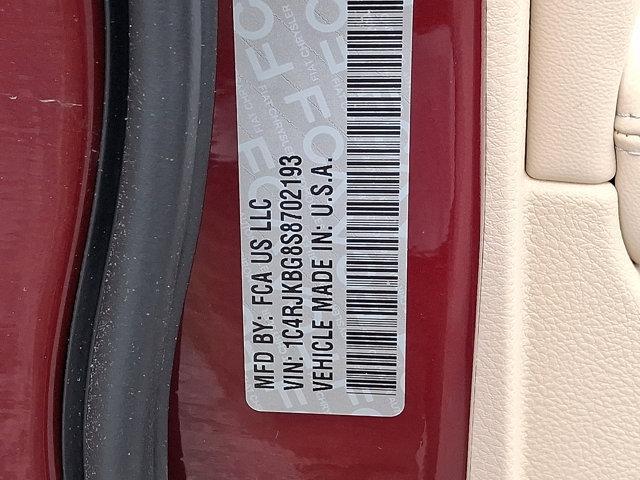 MFD BY: FCA US LLC
VIN: 1C4RJKBG8S8702193
VEHICLE MADE IN: U.S.A.